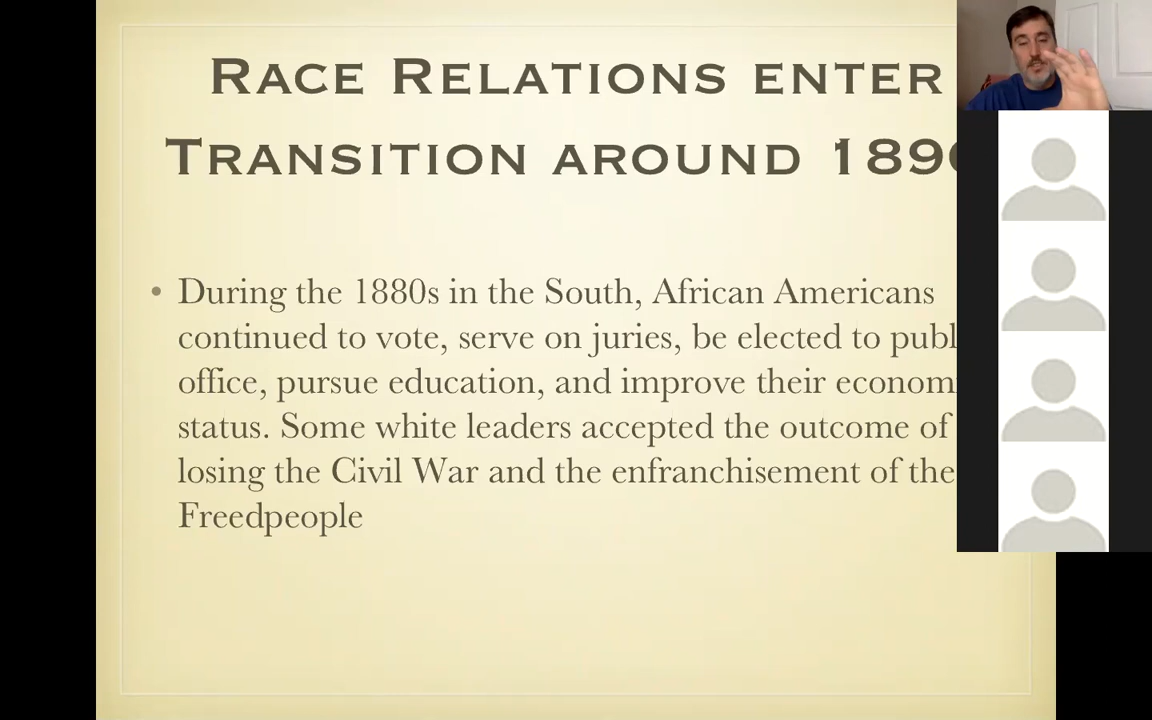 RACE RELATIONS ENTER
TRANSITION AROUND
• During the 1880s in the South, African Americans
continued to vote, serve on juries, be elected to
office, pursue education, and improve their
status. Some white leaders accepted the outcome of
losing the Civil War and the enfranchisement of the
Freedpeople